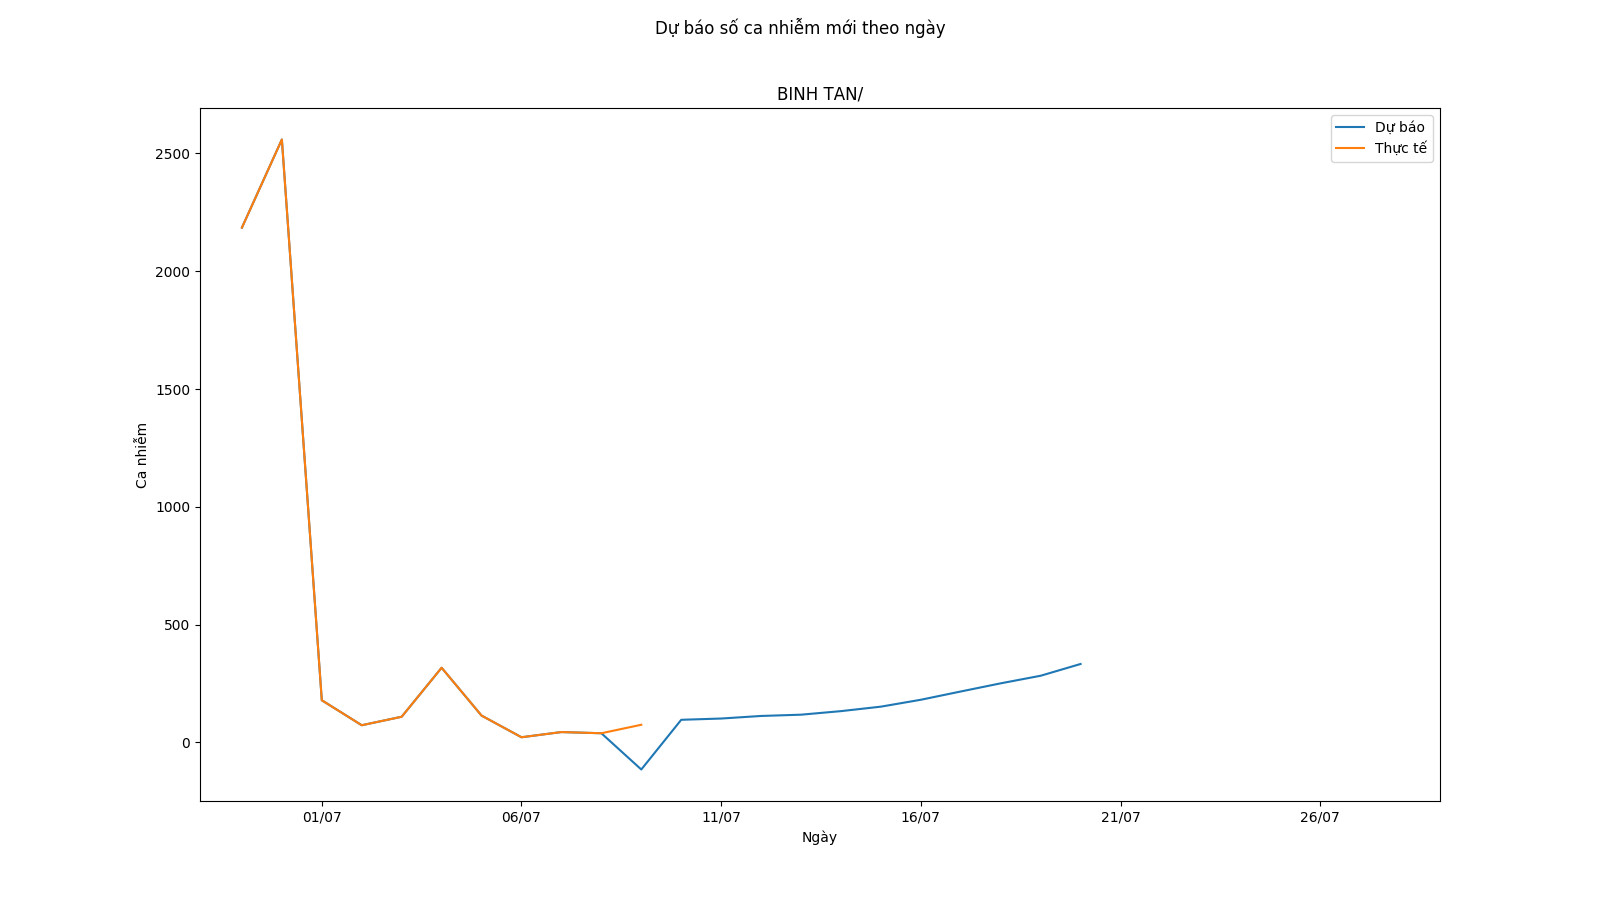 Dự báo số ca nhiễm mới theo ngày
BINH TAN/
Dự báo
Thực tế
2500
2000
1500
1000
500
0
Ca nhiễm
01/07
06/07
11/07
16/07
21/07
26/07
Ngày